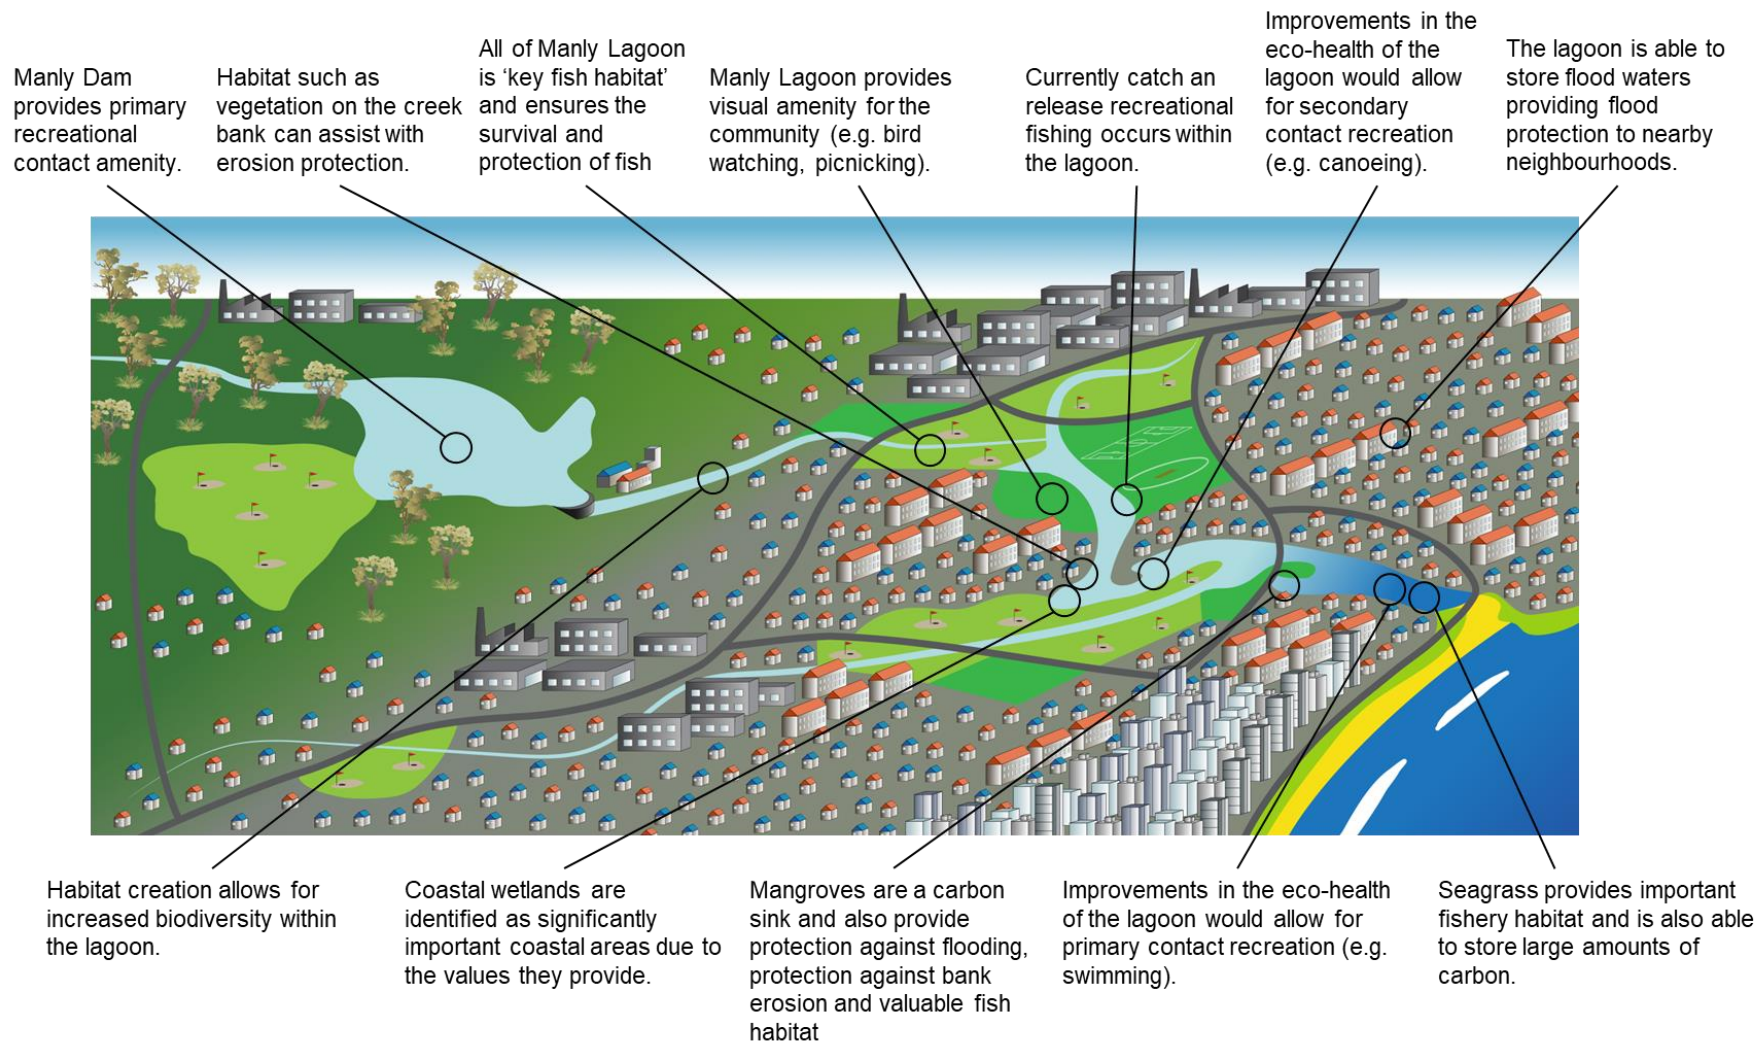 Manly Dam
provides primary
recreational
contact amenity.
Habitat such as
vegetation on the creek
bank can assist with
erosion protection.
All of Manly Lagoon
is ‘key fish habitat’
and ensures the
survival and
protection of fish
Manly Lagoon provides
visual amenity for the
community (e.g. bird
watching, picnicking).
Currently catch an
release recreational
fishing occurs within
the lagoon.
Improvements in the
eco-health of the
lagoon would allow
for secondary
contact recreation
(e.g. canoeing).
The lagoon is able to
store flood waters
providing flood
protection to nearby
neighbourhoods.
Habitat creation allows for
increased biodiversity within
the lagoon.
Coastal wetlands are
identified as significantly
important coastal areas due to
the values they provide.
Mangroves are a carbon
sink and also provide
protection against flooding,
protection against bank
erosion and valuable fish
habitat
Improvements in the eco-health
of the lagoon would allow for
primary contact recreation (e.g.
swimming).
Seagrass provides important
fishery habitat and is also able
to store large amounts of
carbon.